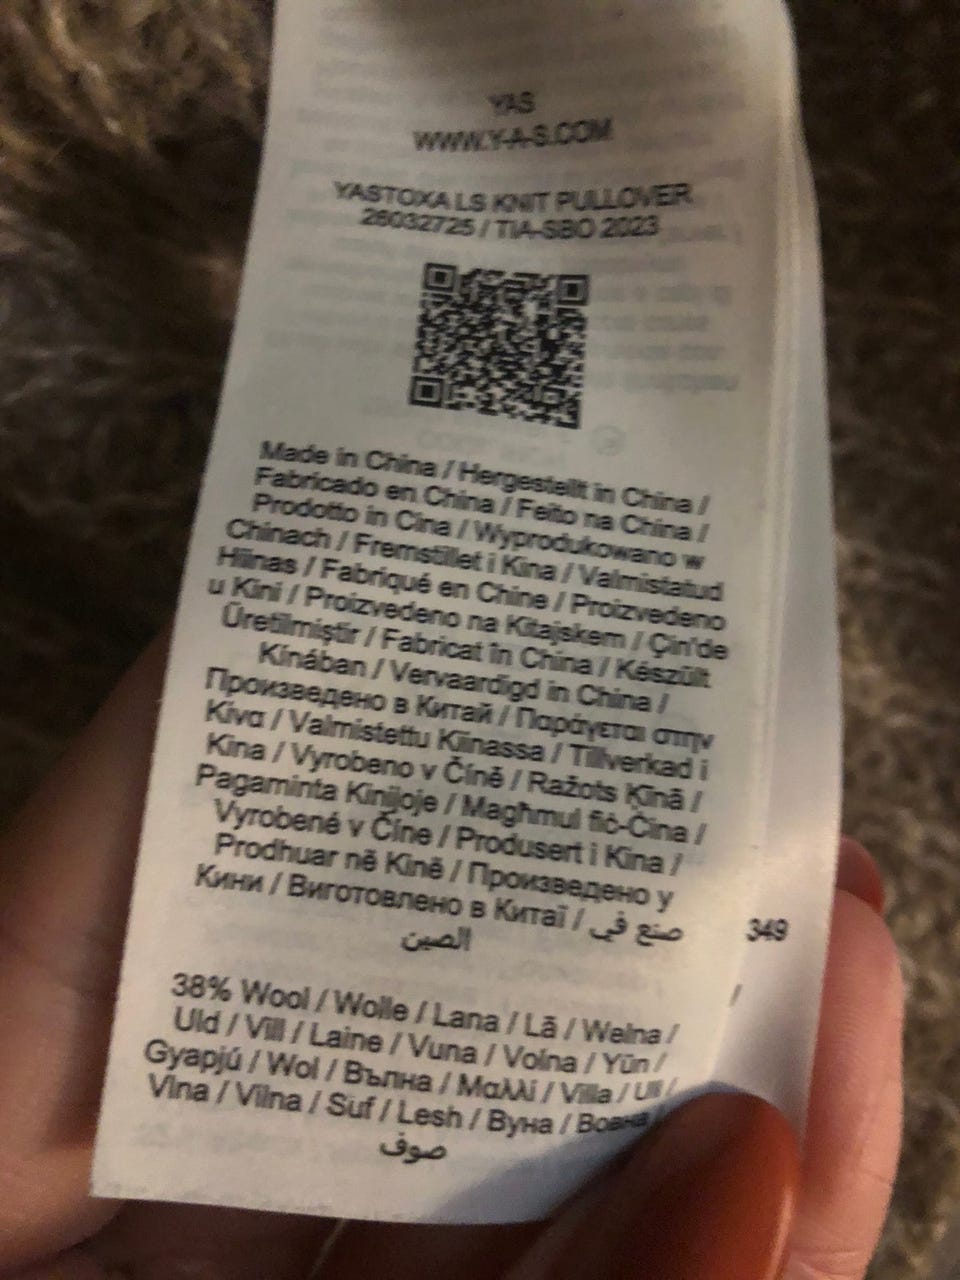 YAS
WWW.Y-A-S.COM
YASTOXA LS KNIT PULLOVER
26032725 / TIA-SBO 2023
Made in China / Hergestellt in China /
Fabricado en China / Feito na China /
Prodotto in Cina / Wyprodukowano w
Chinach / Fremstillet i Kina / Valmistatud
Hiinas / Fabriqué en Chine / Proizvedeno
u Kini / Proizvedeno na Kitajskem / Çin'de
Üretilmiştir / Fabricat în China / Készült
Kínában / Vervaardigd in China /
Произведено в Китай / Παράγεται στην
Κίνα / Valmistettu Kiinassa / Tillverkad i
Kina / Vyrobeno v Číně / Ražots Ķīnā /
Pagaminta Kinijoje / Magħmul fiċ-Ċina /
Vyrobené v Číne / Produsert i Kina /
Prodhuar në Kinë / Произведено у
Кини / Виготовлено в Китаї / صنع في
الصين
349
/
38% Wool / Wolle / Lana / Lã / Wełna /
Uld / Vill / Laine / Vuna / Volna / Yün /
Gyapjú / Wol / Вълна / Μαλλί / Villa / Ull /
Vlna / Vilna / Suf / Lesh / Вуна / Вовна /
صوف